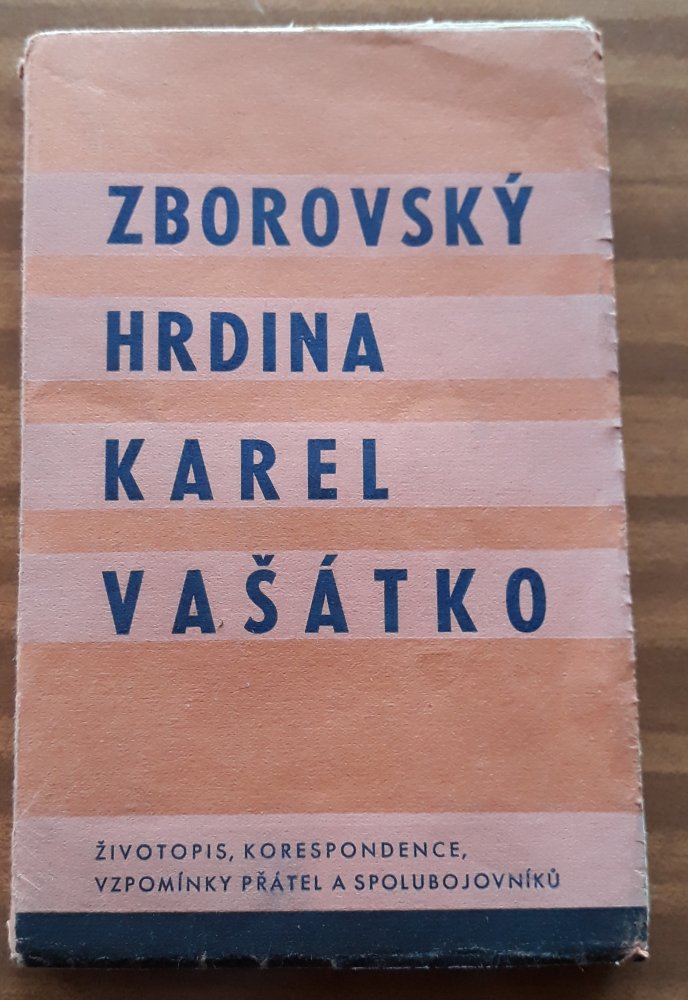 ZBOROVSKÝ
HRDINA
KAREL
VAŠÁTKO
ŽIVOTOPIS, KORESPONDENCE,
VZPOMÍNKY PŘÁTEL A SPOLUBOJOVNÍKŮ